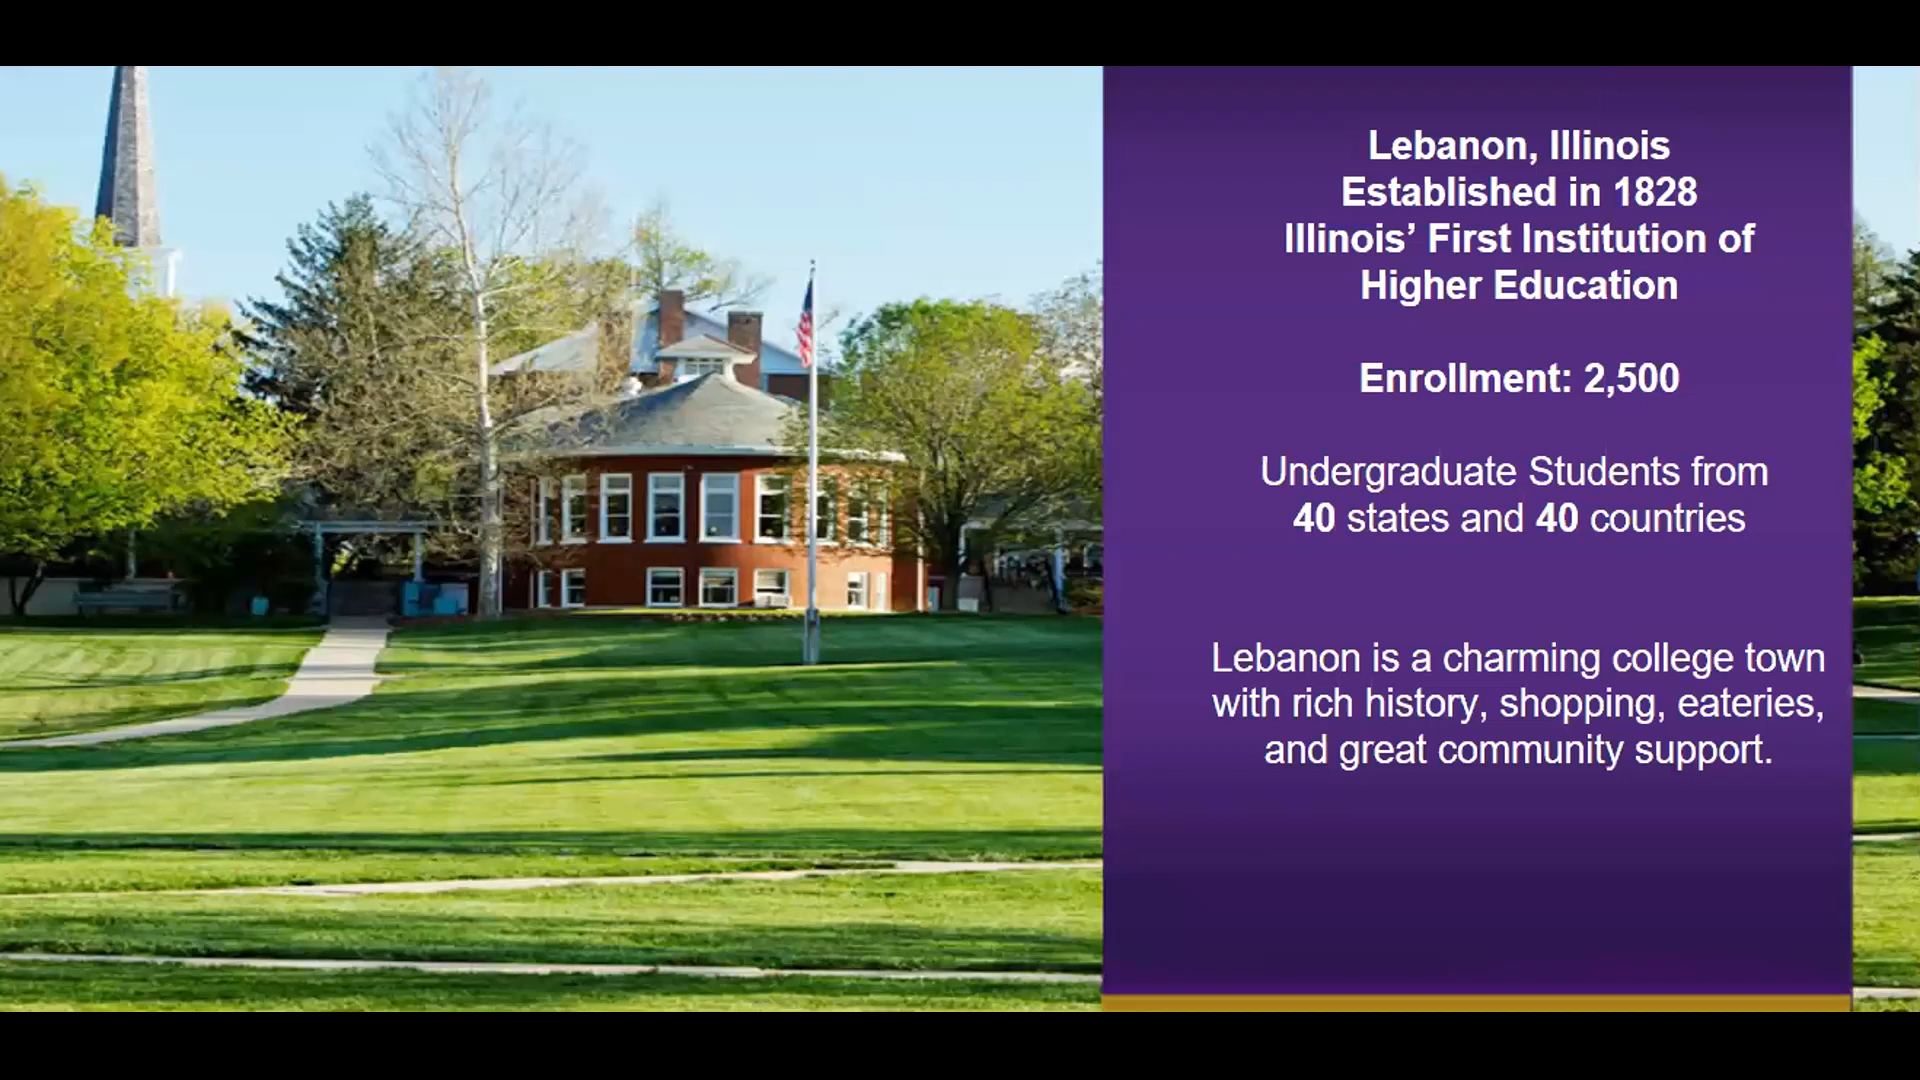 Lebanon, Illinois
Established in 1828
Illinois’ First Institution of
Higher Education
Enrollment: 2,500
Undergraduate Students from
40 states and 40 countries
Lebanon is a charming college town
with rich history, shopping, eateries,
and great community support.